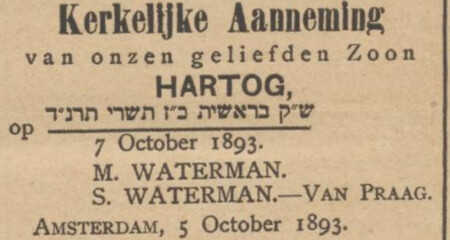 Kerkelijke Aanneming
van onzen geliefden Zoon
HARTOG,
op ש״ק בראשית כ״ז תשרי תרנ״ד
7 October 1893.
M. WATERMAN.
S. WATERMAN.—VAN PRAAG.
AMSTERDAM, 5 October 1893.